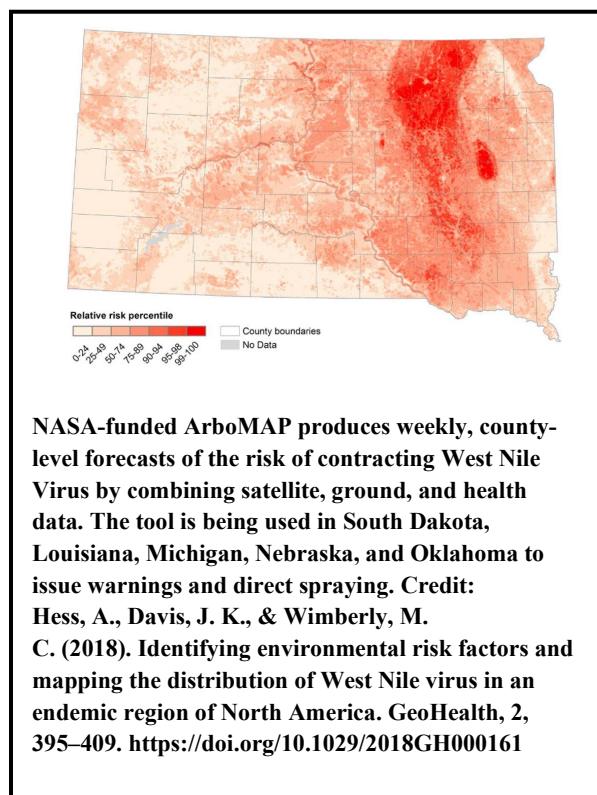 Relative risk percentile
0-24
25-49
50-74
75-89
90-94
95-98
99-100
County boundaries
No Data
NASA-funded ArboMAP produces weekly, county-
level forecasts of the risk of contracting West Nile
Virus by combining satellite, ground, and health
data. The tool is being used in South Dakota,
Louisiana, Michigan, Nebraska, and Oklahoma to
issue warnings and direct spraying. Credit:
Hess, A., Davis, J. K., & Wimberly, M.
C. (2018). Identifying environmental risk factors and
mapping the distribution of West Nile virus in an
endemic region of North America. GeoHealth, 2,
395–409. https://doi.org/10.1029/2018GH000161